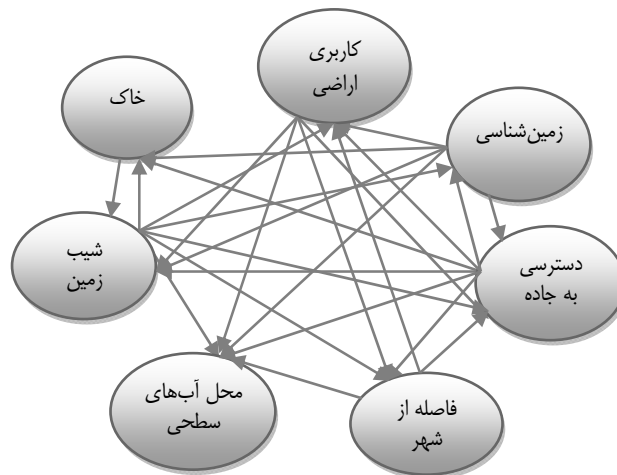 کاربری
اراضی
خاک
زمین‌شناسی
شیب
زمین
دسترسی
به جاده
محل آب‌های
سطحی
فاصله از
شهر